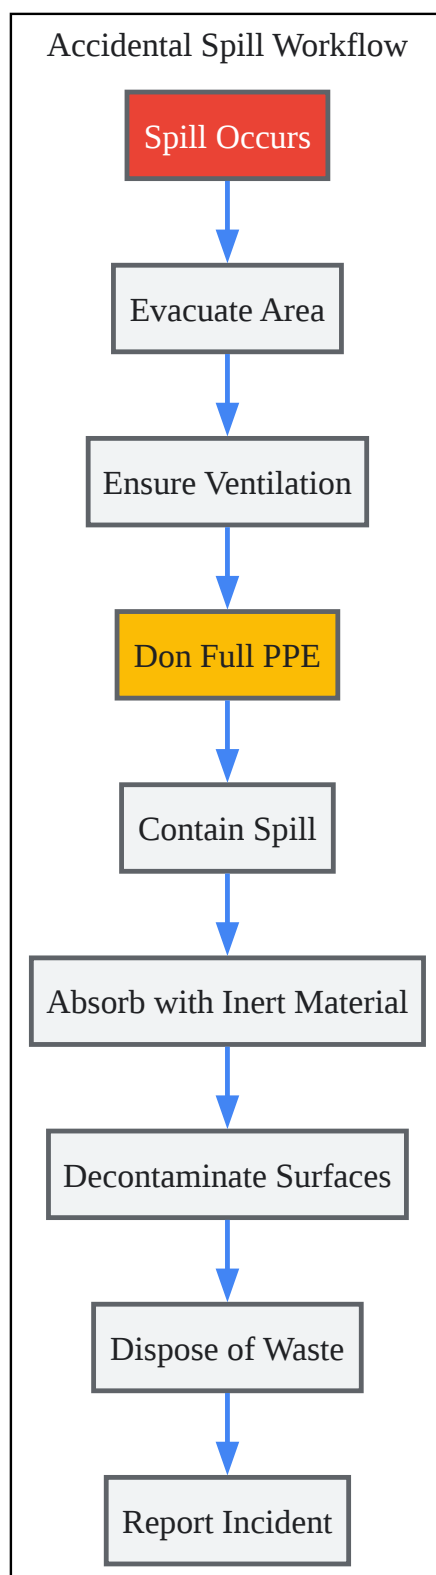 Accidental Spill Workflow
Spill Occurs
Evacuate Area
Ensure Ventilation
Don Full PPE
Contain Spill
Absorb with Inert Material
Decontaminate Surfaces
Dispose of Waste
Report Incident